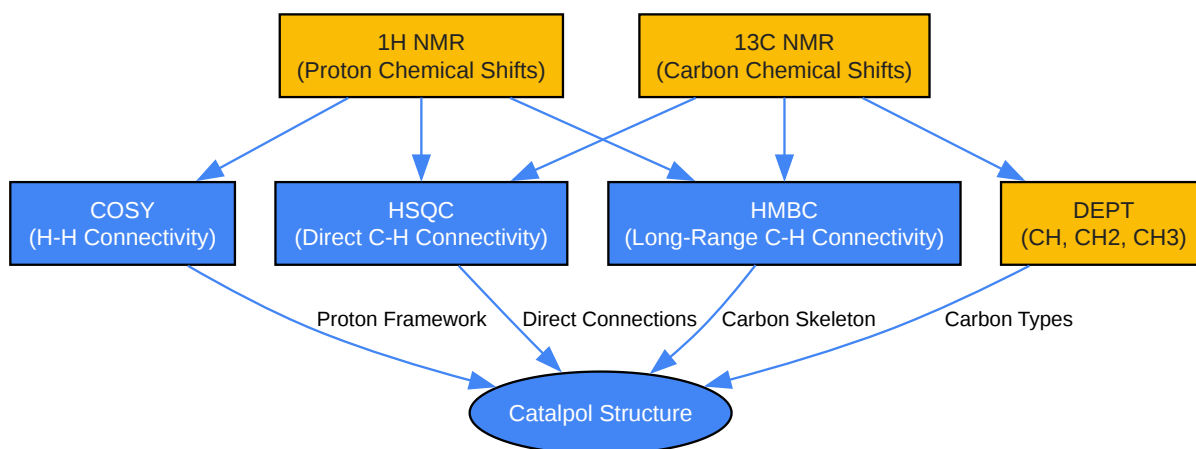 1H NMR
(Proton Chemical Shifts)
13C NMR
(Carbon Chemical Shifts)
COSY
(H-H Connectivity)
HSQC
(Direct C-H Connectivity)
HMBC
(Long-Range C-H Connectivity)
DEPT
(CH, CH2, CH3)
Proton Framework
Direct Connections
Carbon Skeleton
Carbon Types
Catalpol Structure